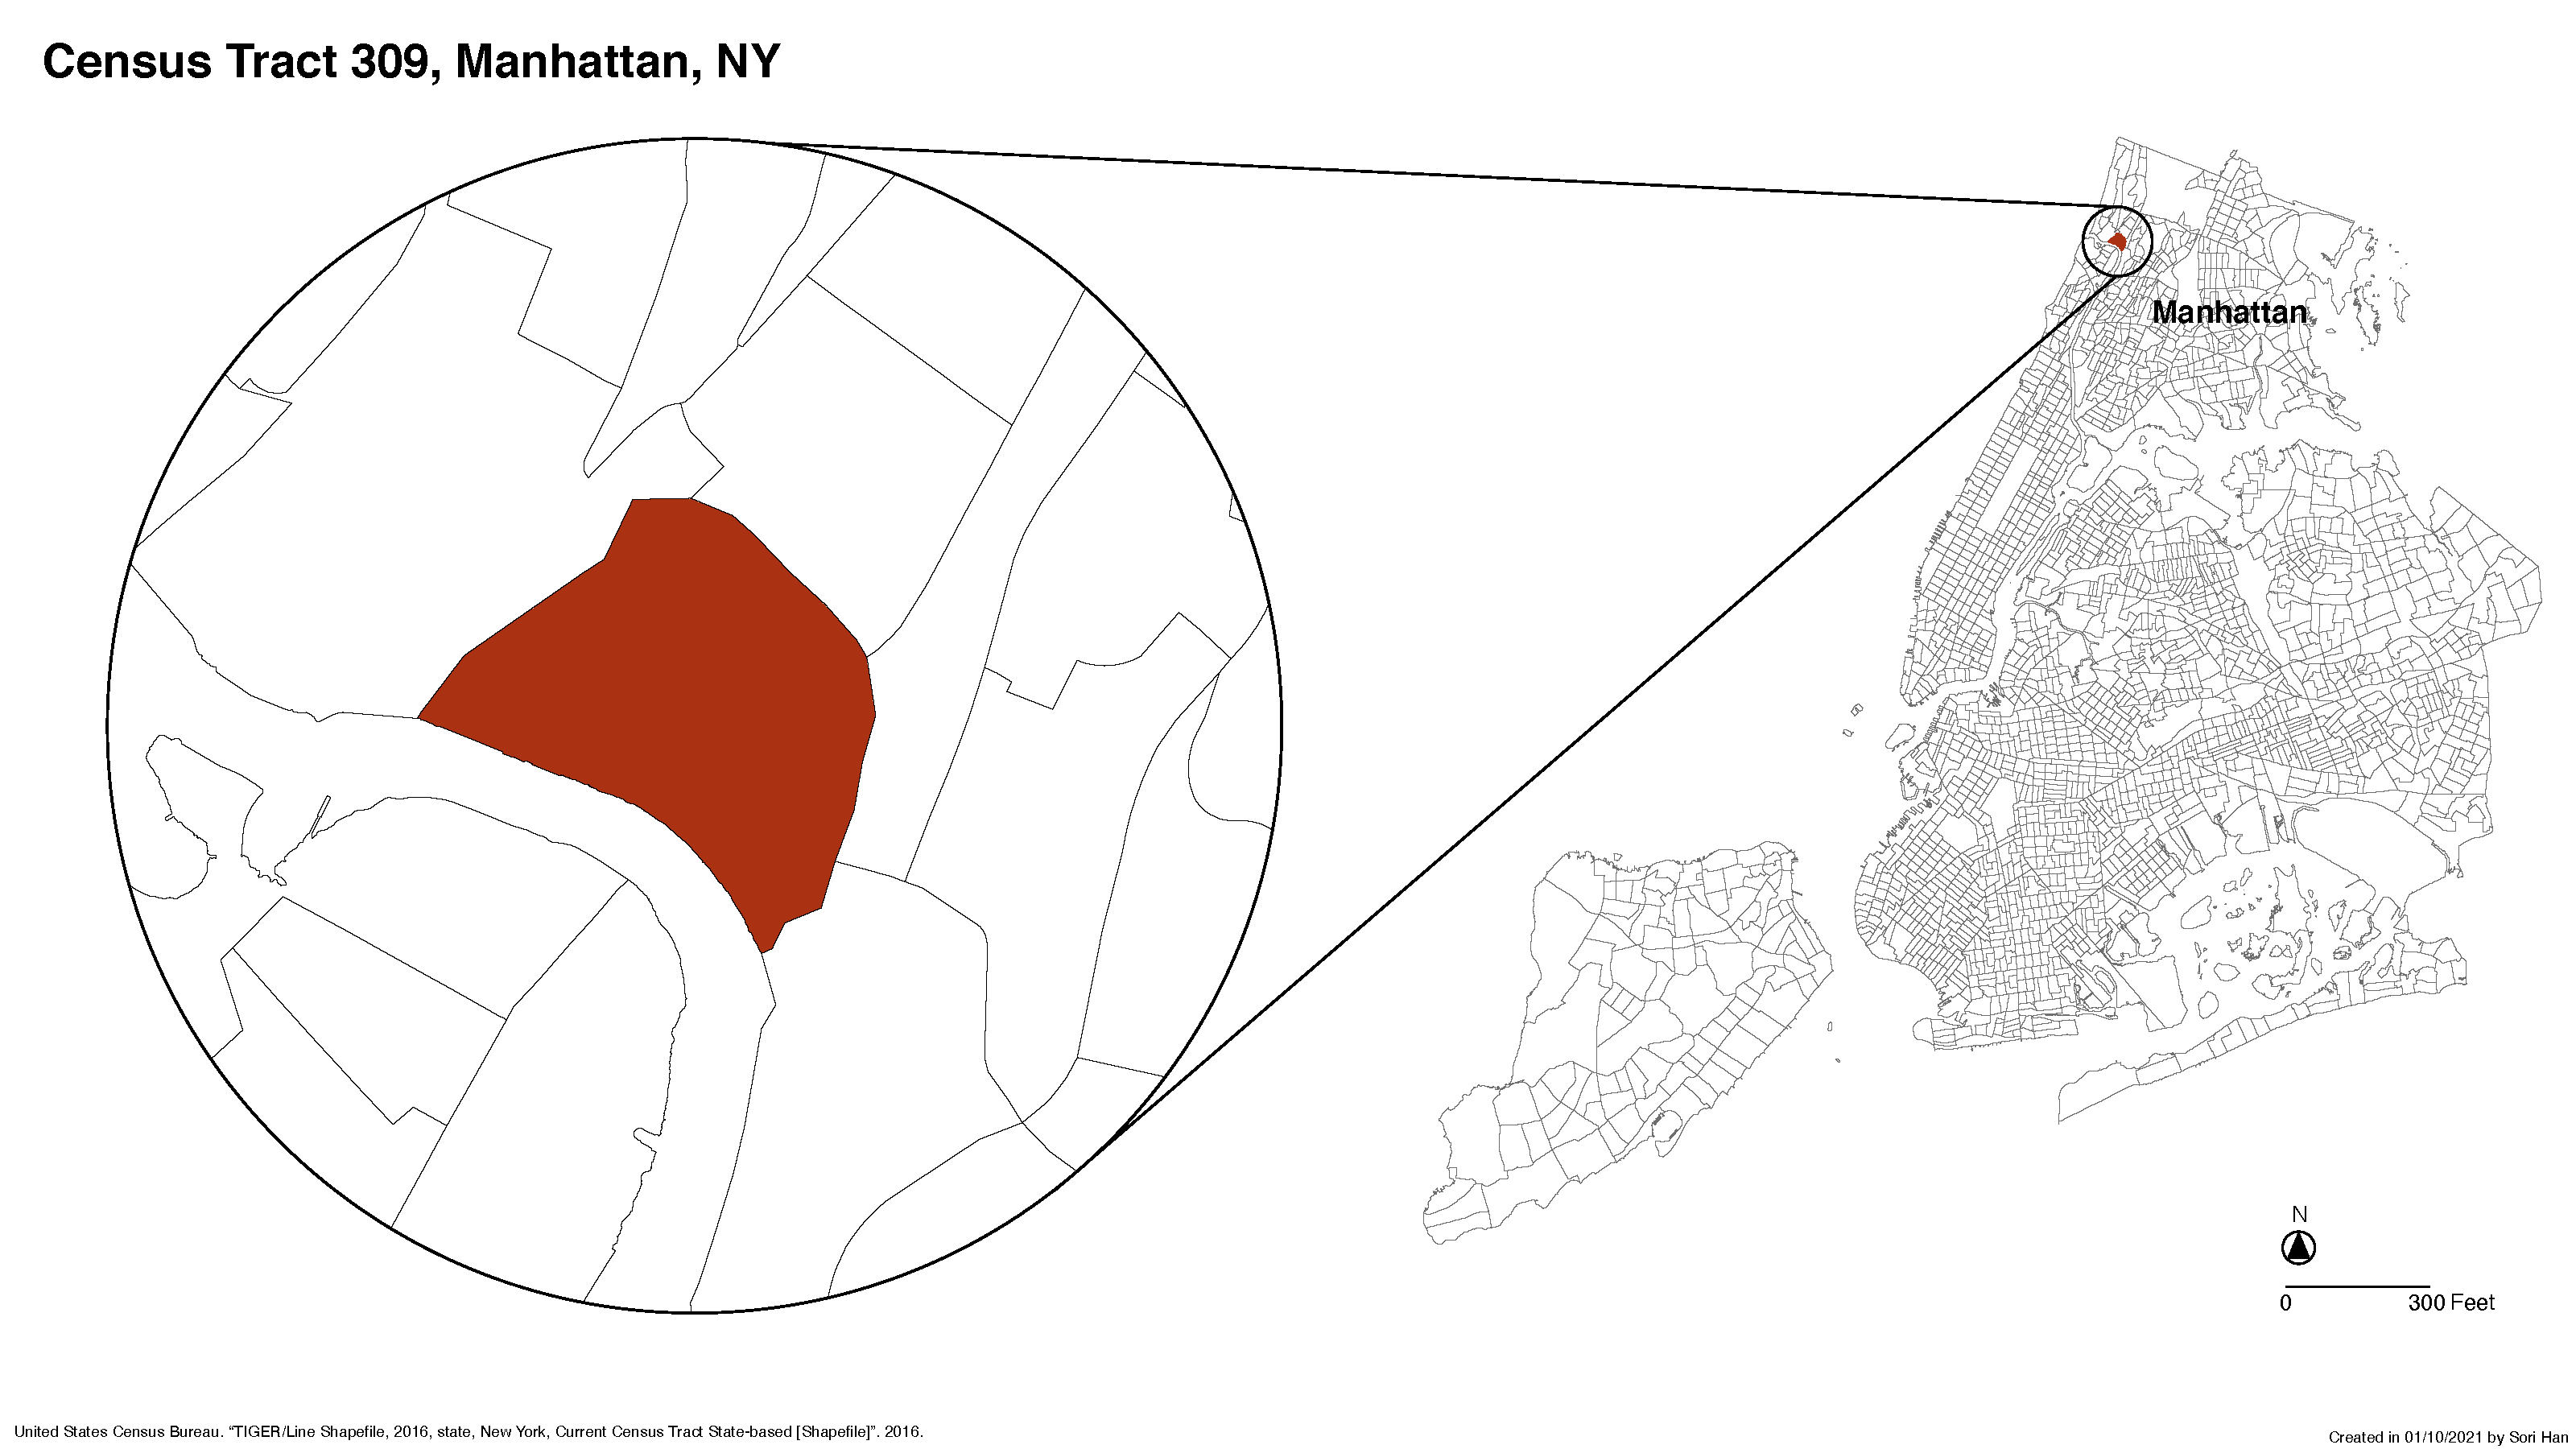 Census Tract 309, Manhattan, NY
Manhattan
N
0 300 Feet
United States Census Bureau. “TIGER/Line Shapefile, 2016, state, New York, Current Census Tract State-based [Shapefile]”. 2016.
Created in 01/10/2021 by Sori Han